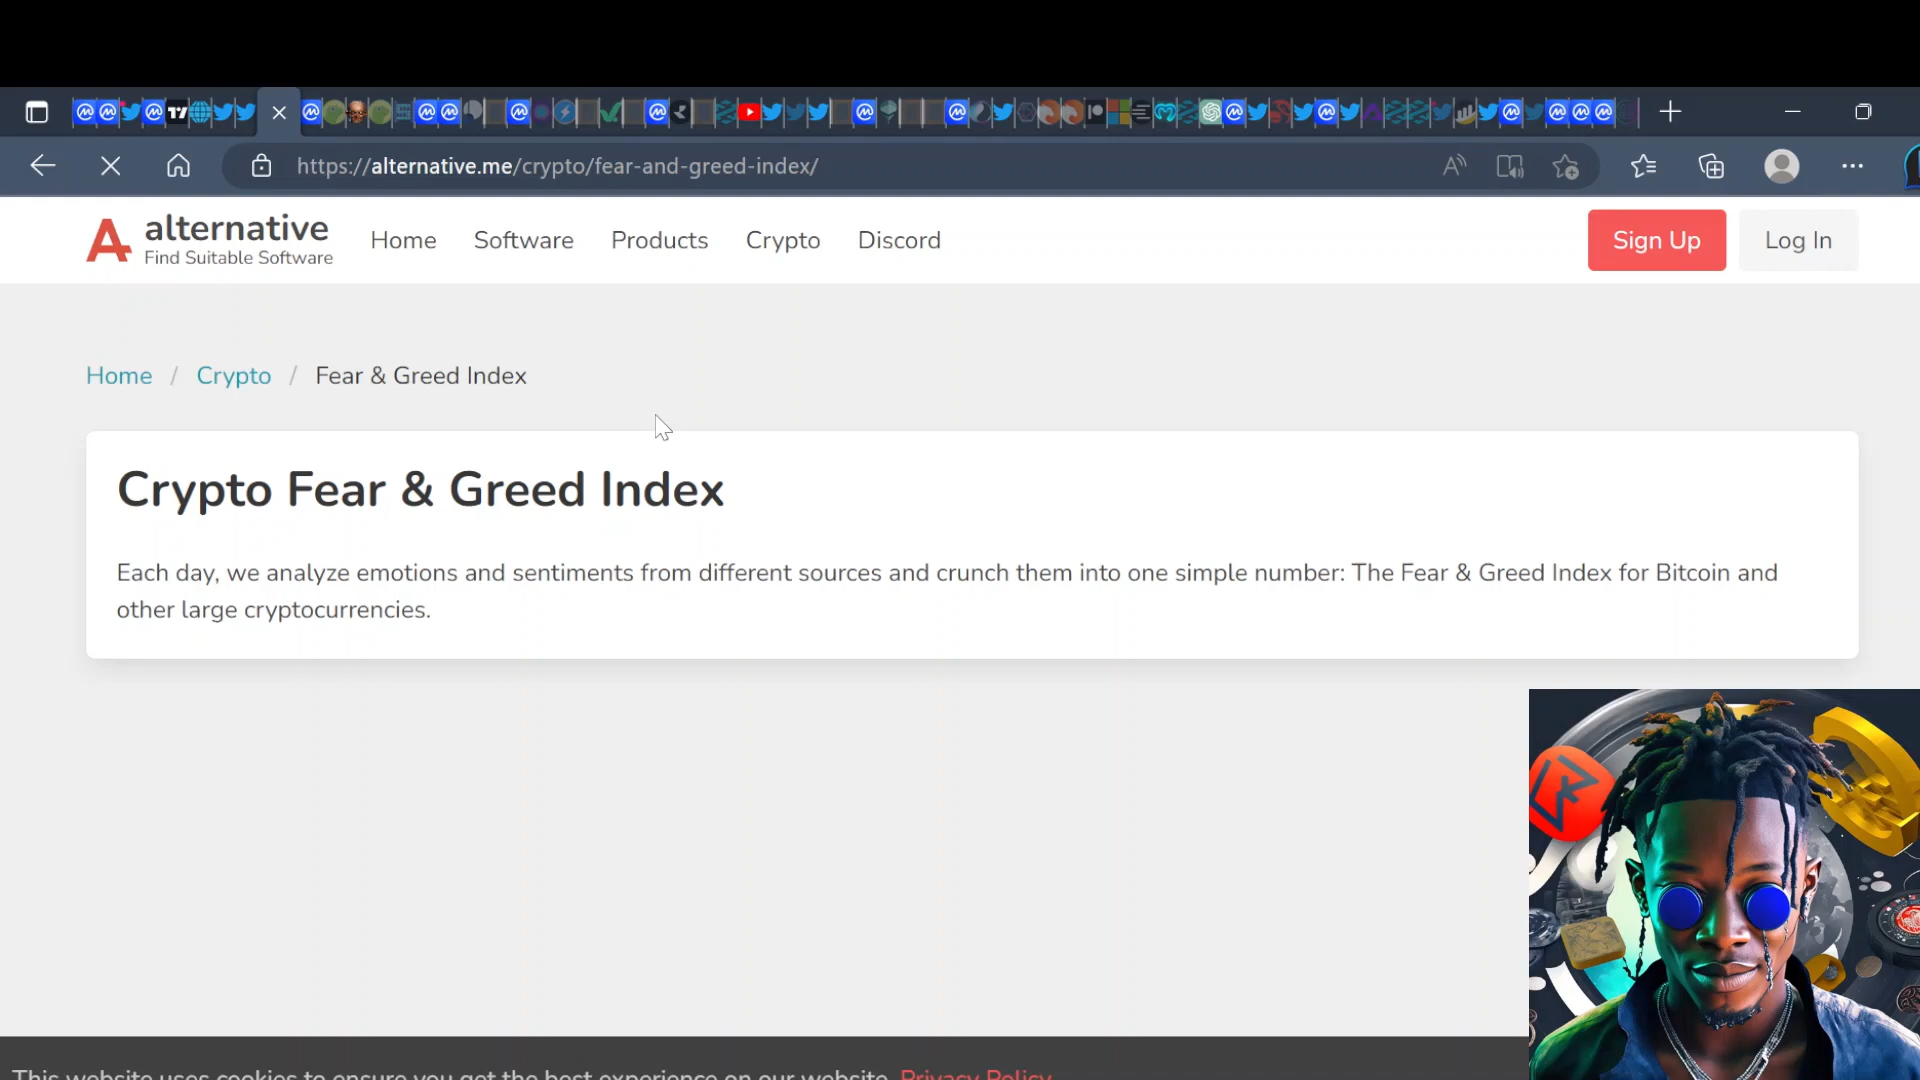 https://alternative.me/crypto/fear-and-greed-index/
alternative
Find Suitable Software
Home
Software
Products
Crypto
Discord
Sign Up
Log In
Home / Crypto / Fear & Greed Index
Crypto Fear & Greed Index
Each day, we analyze emotions and sentiments from different sources and crunch them into one simple number: The Fear & Greed Index for Bitcoin and
other large cryptocurrencies.
This website uses cookies to ensure you get the best experience on our website. Privacy Policy